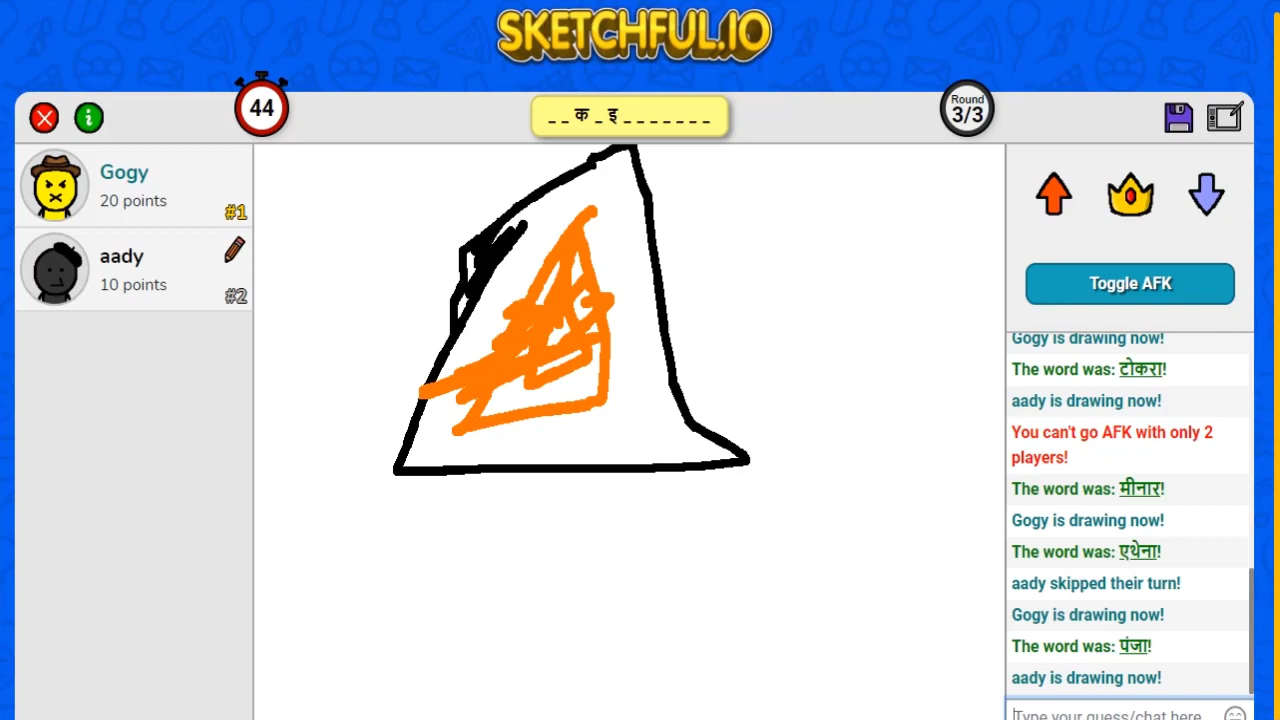 SKETCHFUL.IO
44
_ _ क _ इ _ _ _ _ _ _ _
Round
3/3
Gogy
20 points
#1
aady
10 points
#2
Toggle AFK
Gogy is drawing now!
The word was: टोकरा!
aady is drawing now!
You can't go AFK with only 2
players!
The word was: मीनार!
Gogy is drawing now!
The word was: एथेना!
aady skipped their turn!
Gogy is drawing now!
The word was: पंजा!
aady is drawing now!
Type your guess/chat here